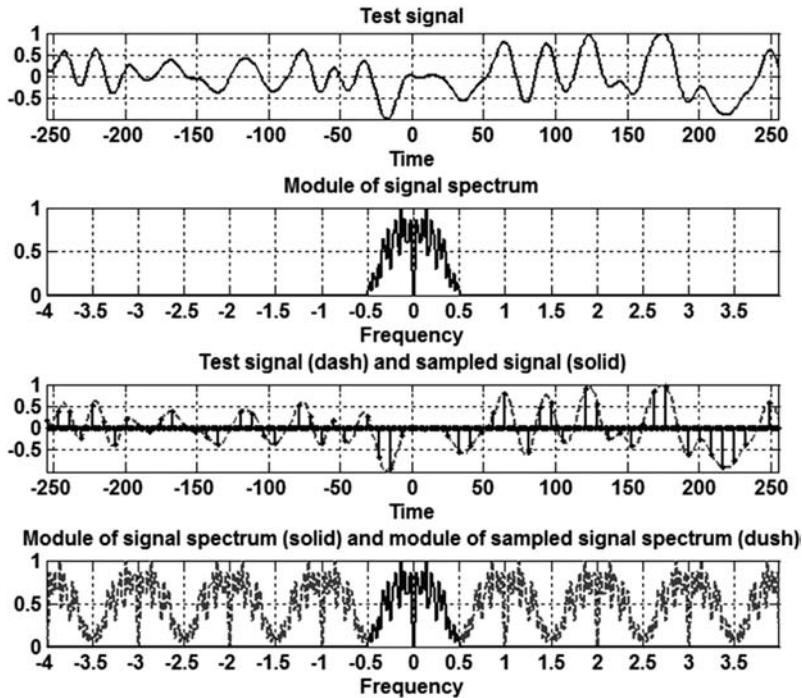 Test signal
1
0.5
0
-0.5
-250 -200 -150 -100 -50 0 50 100 150 200 250
Time
Module of signal spectrum
1
0.5
0
-4 -3.5 -3 -2.5 -2 -1.5 -1 -0.5 0 0.5 1 1.5 2 2.5 3 3.5
Frequency
Test signal (dash) and sampled signal (solid)
1
0.5
0
-0.5
-250 -200 -150 -100 -50 0 50 100 150 200 250
Time
Module of signal spectrum (solid) and module of sampled signal spectrum (dush)
1
0.5
0
-4 -3.5 -3 -2.5 -2 -1.5 -1 -0.5 0 0.5 1 1.5 2 2.5 3 3.5 4
Frequency